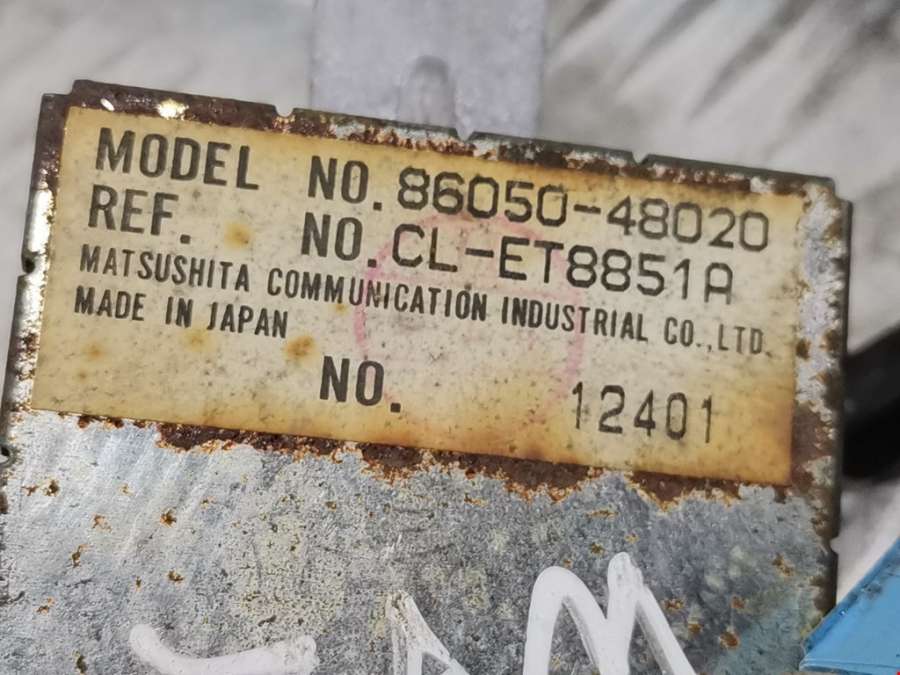 MODEL NO. 86050-48020
REF. NO. CL-ET8851A
MATSUSHITA COMMUNICATION INDUSTRIAL CO., LTD.
MADE IN JAPAN
NO. 12401